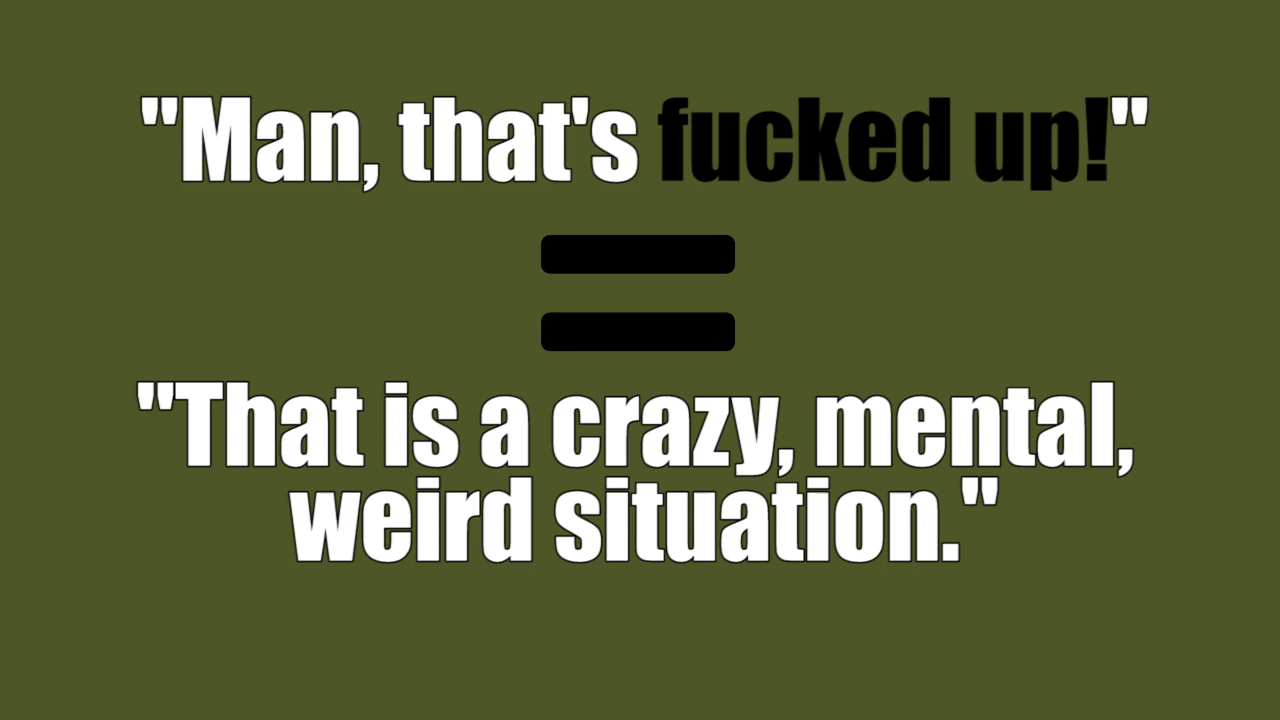 "Man, that's fucked up!"
=
"That is a crazy, mental,
weird situation."